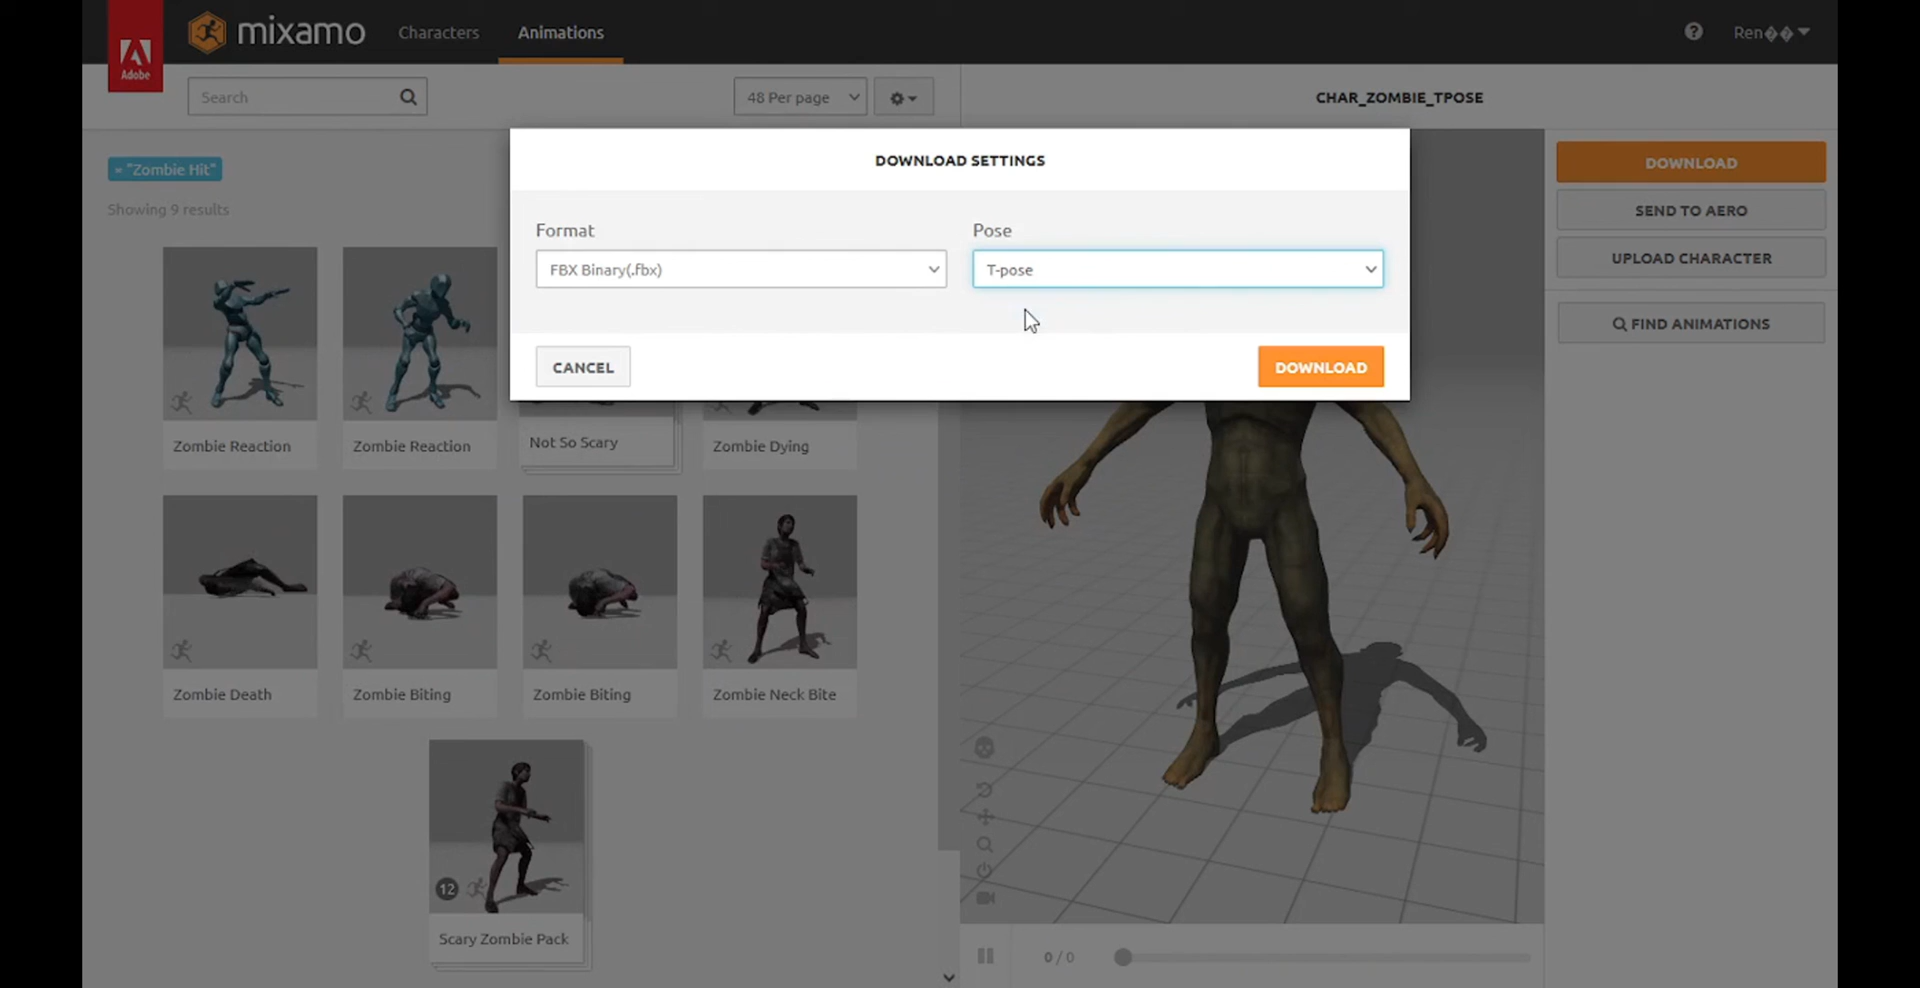 Adobe
mixamo
Characters
Animations
Ren��
Search
48 Per page
CHAR_ZOMBIE_TPOSE
× "Zombie Hit"
Showing 9 results
DOWNLOAD SETTINGS
Format
Pose
FBX Binary(.fbx)
T-pose
CANCEL
DOWNLOAD
DOWNLOAD
SEND TO AERO
UPLOAD CHARACTER
FIND ANIMATIONS
Zombie Reaction
Zombie Reaction
Not So Scary
Zombie Dying
Zombie Death
Zombie Biting
Zombie Biting
Zombie Neck Bite
12
Scary Zombie Pack
0 / 0